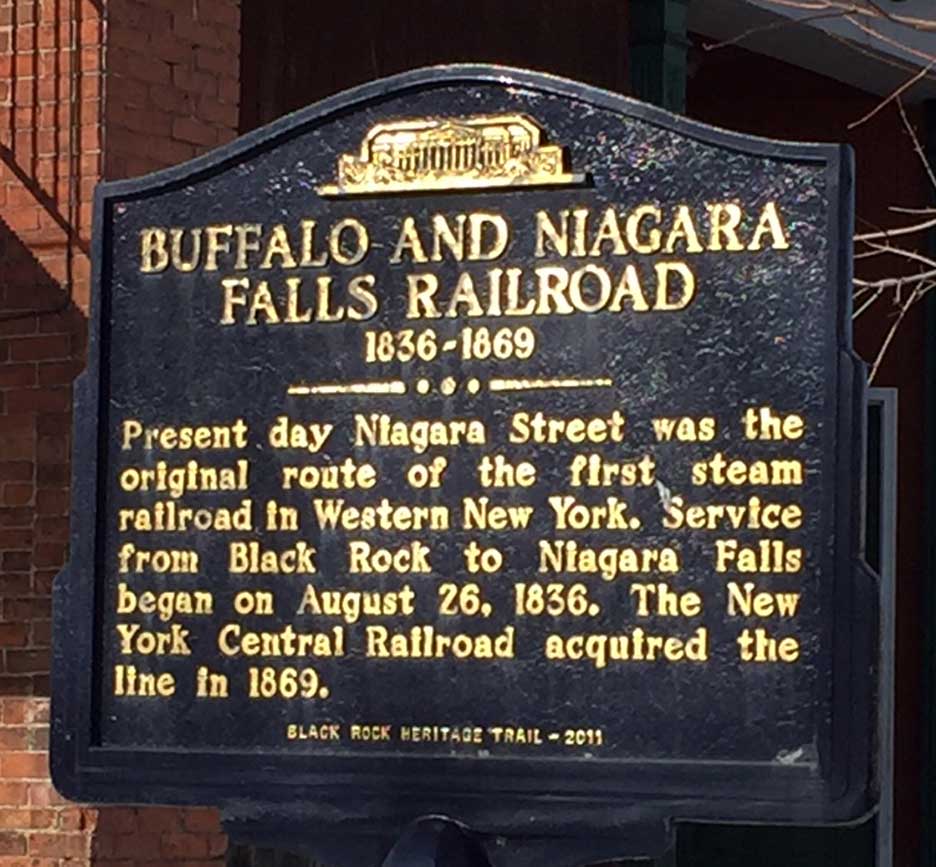 BUFFALO AND NIAGARA
FALLS RAILROAD
1836-1869
Present day Niagara Street was the
original route of the first steam
railroad in Western New York. Service
from Black Rock to Niagara Falls
began on August 26, 1836. The New
York Central Railroad acquired the
line in 1869.
BLACK ROCK HERITAGE TRAIL - 2011